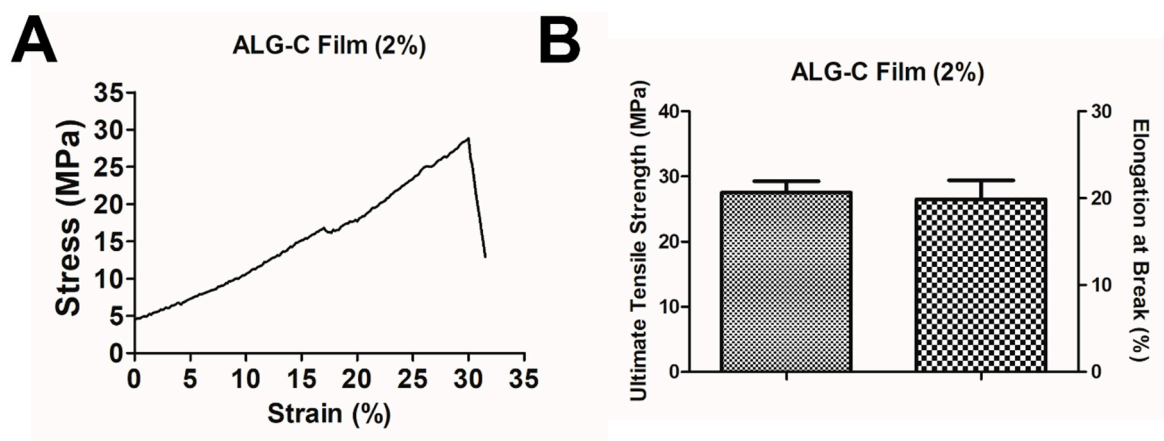 A
ALG-C Film (2%)
Stress (MPa)
35
30
25
20
15
10
5
0
0 5 10 15 20 25 30 35
Strain (%)
B
ALG-C Film (2%)
Ultimate Tensile Strength (MPa)
40
30
20
10
0
30
20
10
0
Elongation at Break (%)